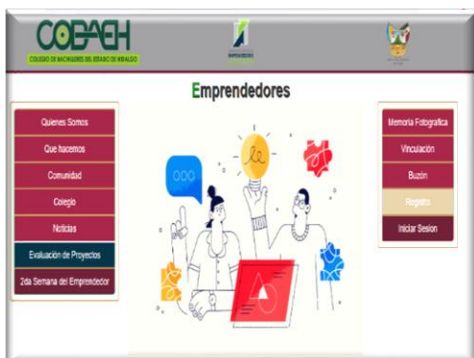 COBAEH
COLEGIO DE BACHILLERES DEL ESTADO DE HIDALGO
EMPRENDEDORES
Emprendedores
Quienes Somos
Que hacemos
Comunidad
Colegio
Noticias
Evaluación de Proyectos
2da Semana del Emprendedor
Memoria Fotografica
Vinculación
Buzón
Registro
Iniciar Sesion